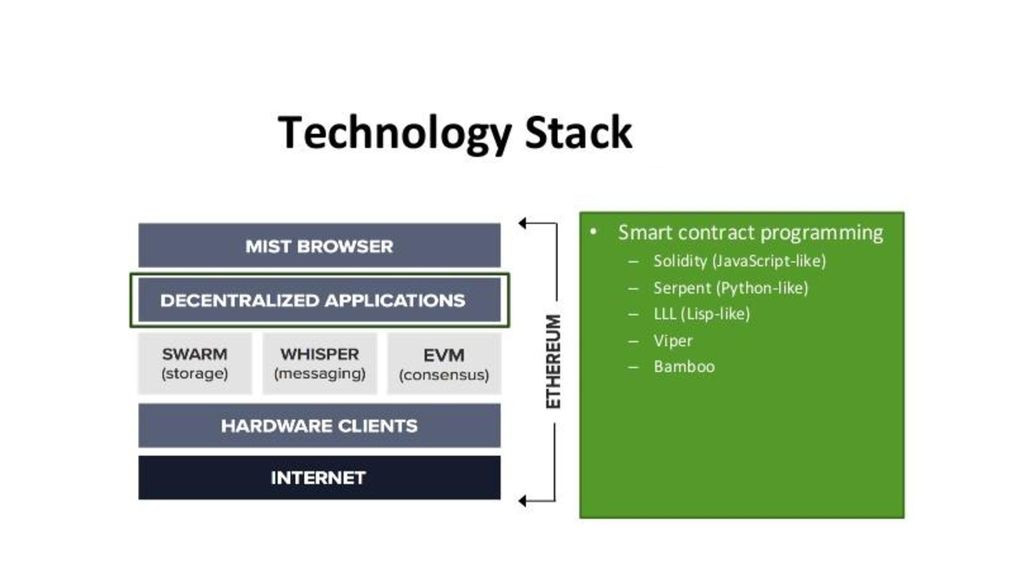 Technology Stack
MIST BROWSER
DECENTRALIZED APPLICATIONS
SWARM
(storage)
WHISPER
(messaging)
EVM
(consensus)
HARDWARE CLIENTS
INTERNET
ETHEREUM
• Smart contract programming
– Solidity (JavaScript-like)
– Serpent (Python-like)
– LLL (Lisp-like)
– Viper
– Bamboo